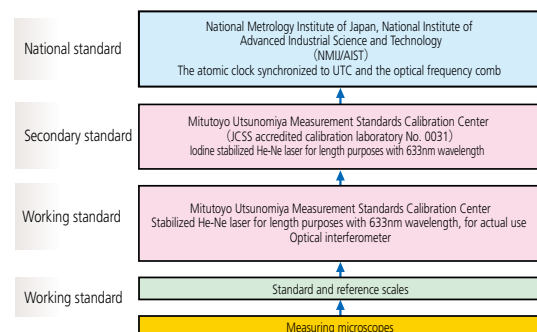 National standard
National Metrology Institute of Japan, National Institute of
Advanced Industrial Science and Technology
(NMIJ/AIST)
The atomic clock synchronized to UTC and the optical frequency comb
Secondary standard
Mitutoyo Utsunomiya Measurement Standards Calibration Center
(JCSS accredited calibration laboratory No. 0031)
Iodine stabilized He-Ne laser for length purposes with 633nm wavelength
Working standard
Mitutoyo Utsunomiya Measurement Standards Calibration Center
Stabilized He-Ne laser for length purposes with 633nm wavelength, for actual use
Optical interferometer
Working standard
Standard and reference scales
Measuring microscopes